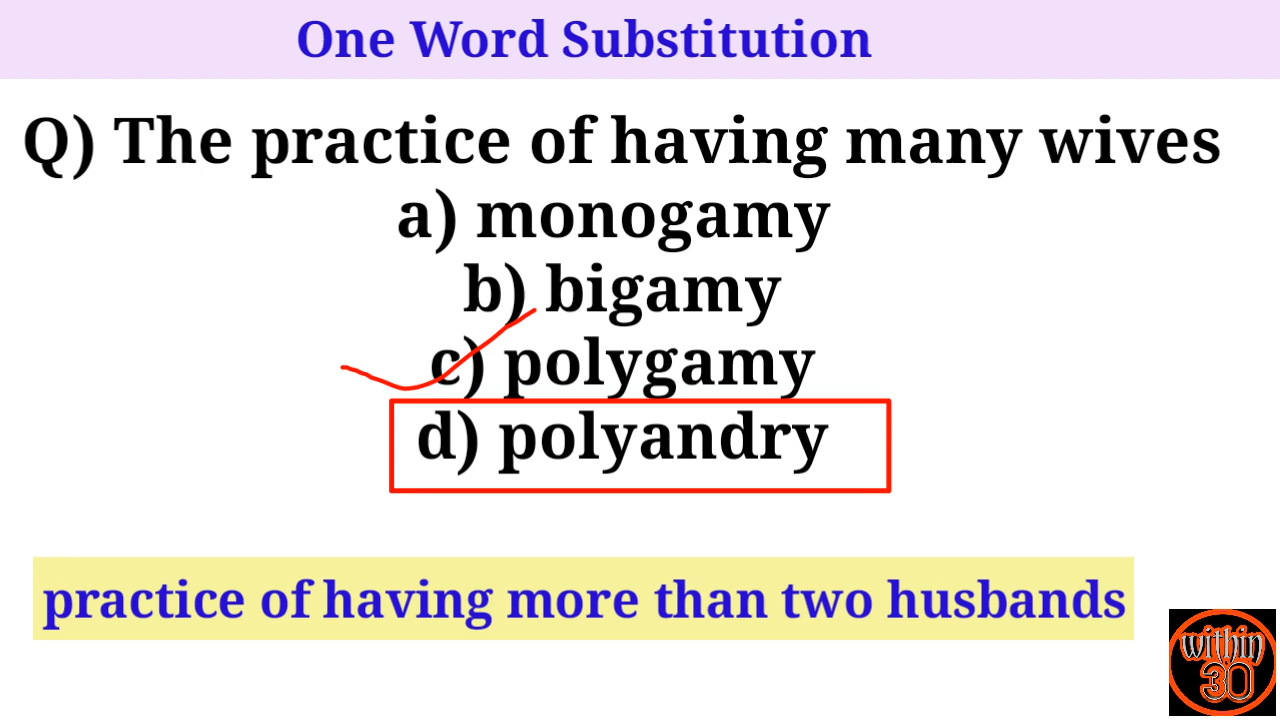 One Word Substitution
Q) The practice of having many wives
a) monogamy
b) bigamy
c) polygamy
d) polyandry
practice of having more than two husbands
within
30